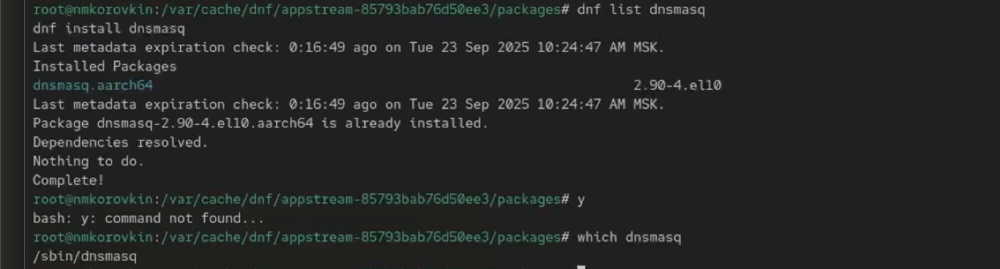 root@nmkorovkin:/var/cache/dnf/appstream-85793bab76d50ee3/packages# dnf list dnsmasq
dnf install dnsmasq
Last metadata expiration check: 0:16:49 ago on Tue 23 Sep 2025 10:24:47 AM MSK.
Installed Packages
dnsmasq.aarch64 2.90-4.el10
Last metadata expiration check: 0:16:49 ago on Tue 23 Sep 2025 10:24:47 AM MSK.
Package dnsmasq-2.90-4.el10.aarch64 is already installed.
Dependencies resolved.
Nothing to do.
Complete!
root@nmkorovkin:/var/cache/dnf/appstream-85793bab76d50ee3/packages# y
bash: y: command not found...
root@nmkorovkin:/var/cache/dnf/appstream-85793bab76d50ee3/packages# which dnsmasq
/sbin/dnsmasq